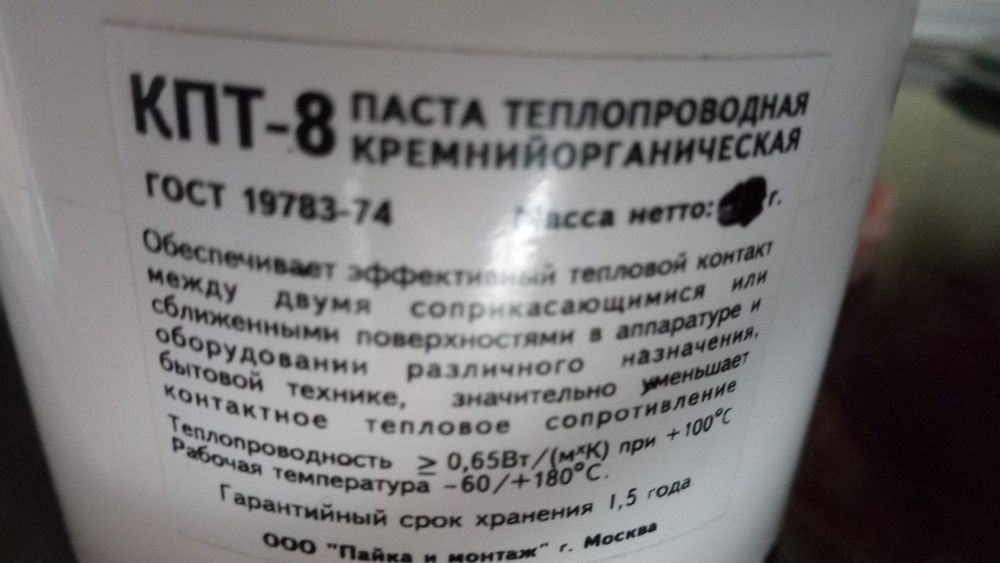 КПТ-8 ПАСТА ТЕПЛОПРОВОДНАЯ
КРЕМНИЙОРГАНИЧЕСКАЯ
ГОСТ 19783-74 Масса нетто: г.
Обеспечивает эффективный тепловой контакт
между двумя соприкасающимися или
сближенными поверхностями в аппаратуре и
оборудовании различного назначения,
бытовой технике, значительно уменьшает
контактное тепловое сопротивление
Теплопроводность ≥ 0,65Вт/(м*К) при +100°С
Рабочая температура -60/+180°С.
Гарантийный срок хранения 1,5 года
ООО "Пайка и монтаж" г. Москва